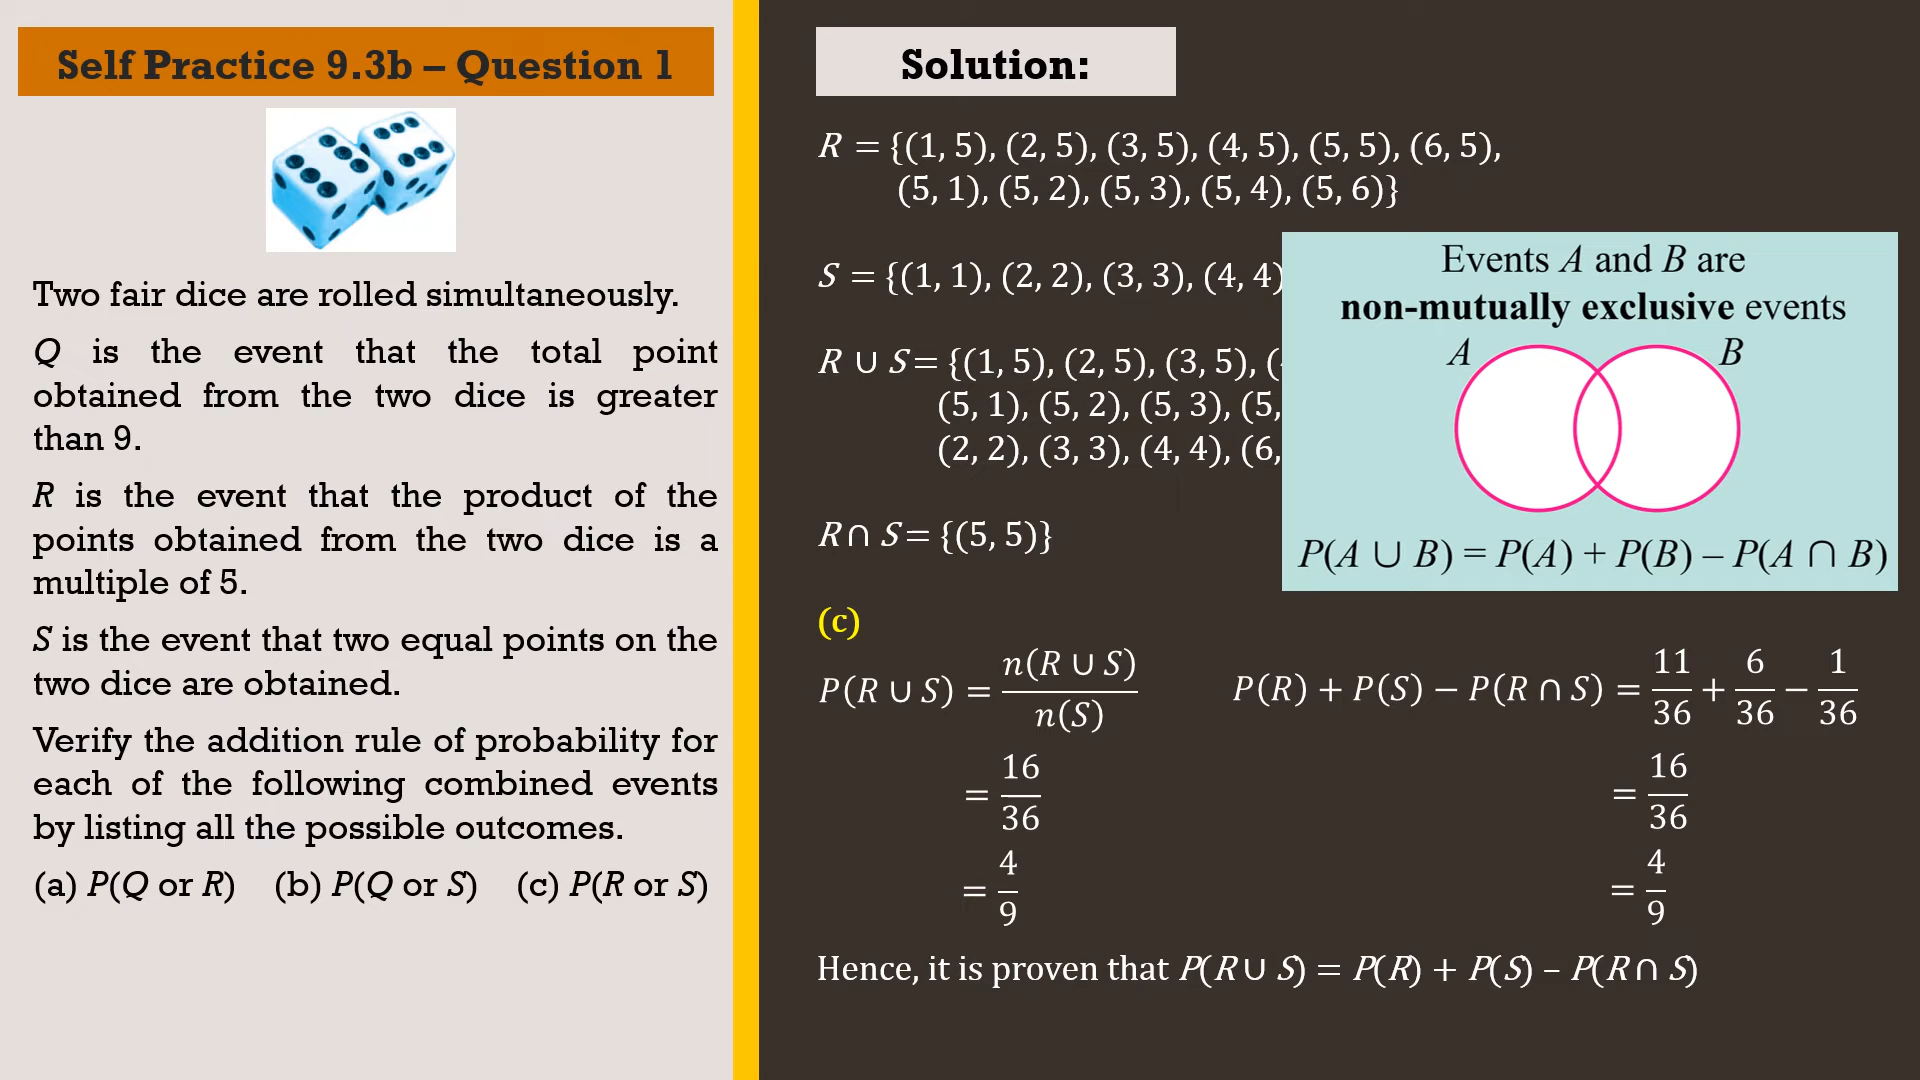 Self Practice 9.3b – Question 1
Two fair dice are rolled simultaneously.
Q is the event that the total point
obtained from the two dice is greater
than 9.
R is the event that the product of the
points obtained from the two dice is a
multiple of 5.
S is the event that two equal points on the
two dice are obtained.
Verify the addition rule of probability for
each of the following combined events
by listing all the possible outcomes.
(a) P(Q or R) (b) P(Q or S) (c) P(R or S)
Solution:
R = {(1, 5), (2, 5), (3, 5), (4, 5), (5, 5), (6, 5),
(5, 1), (5, 2), (5, 3), (5, 4), (5, 6)}
S = {(1, 1), (2, 2), (3, 3), (4, 4)
R ∪ S = {(1, 5), (2, 5), (3, 5), (
(5, 1), (5, 2), (5, 3), (5,
(2, 2), (3, 3), (4, 4), (6,
R ∩ S = {(5, 5)}
Events A and B are
non-mutually exclusive events
A B
P(A ∪ B) = P(A) + P(B) – P(A ∩ B)
(c)
P(R ∪ S) = n(R ∪ S)/n(S)
= 16/36
= 4/9
P(R) + P(S) − P(R ∩ S) = 11/36 + 6/36 − 1/36
= 16/36
= 4/9
Hence, it is proven that P(R ∪ S) = P(R) + P(S) – P(R ∩ S)